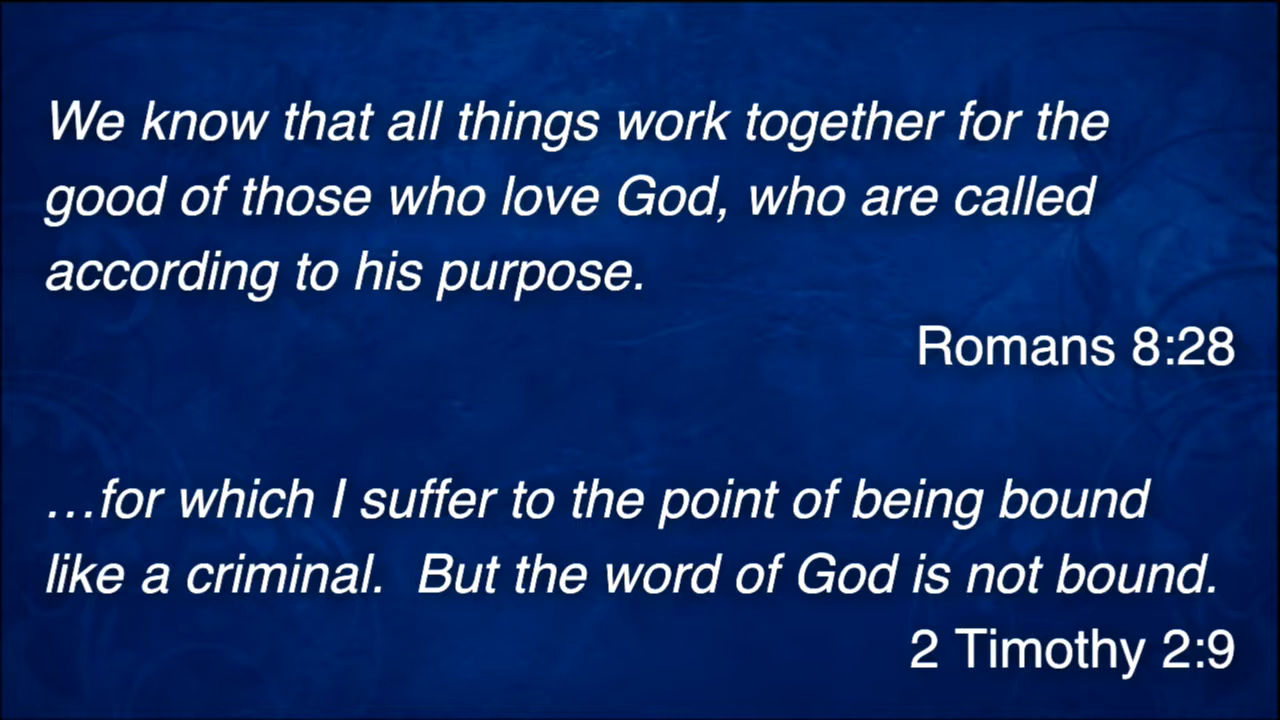 We know that all things work together for the
good of those who love God, who are called
according to his purpose.
Romans 8:28
…for which I suffer to the point of being bound
like a criminal.  But the word of God is not bound.
2 Timothy 2:9